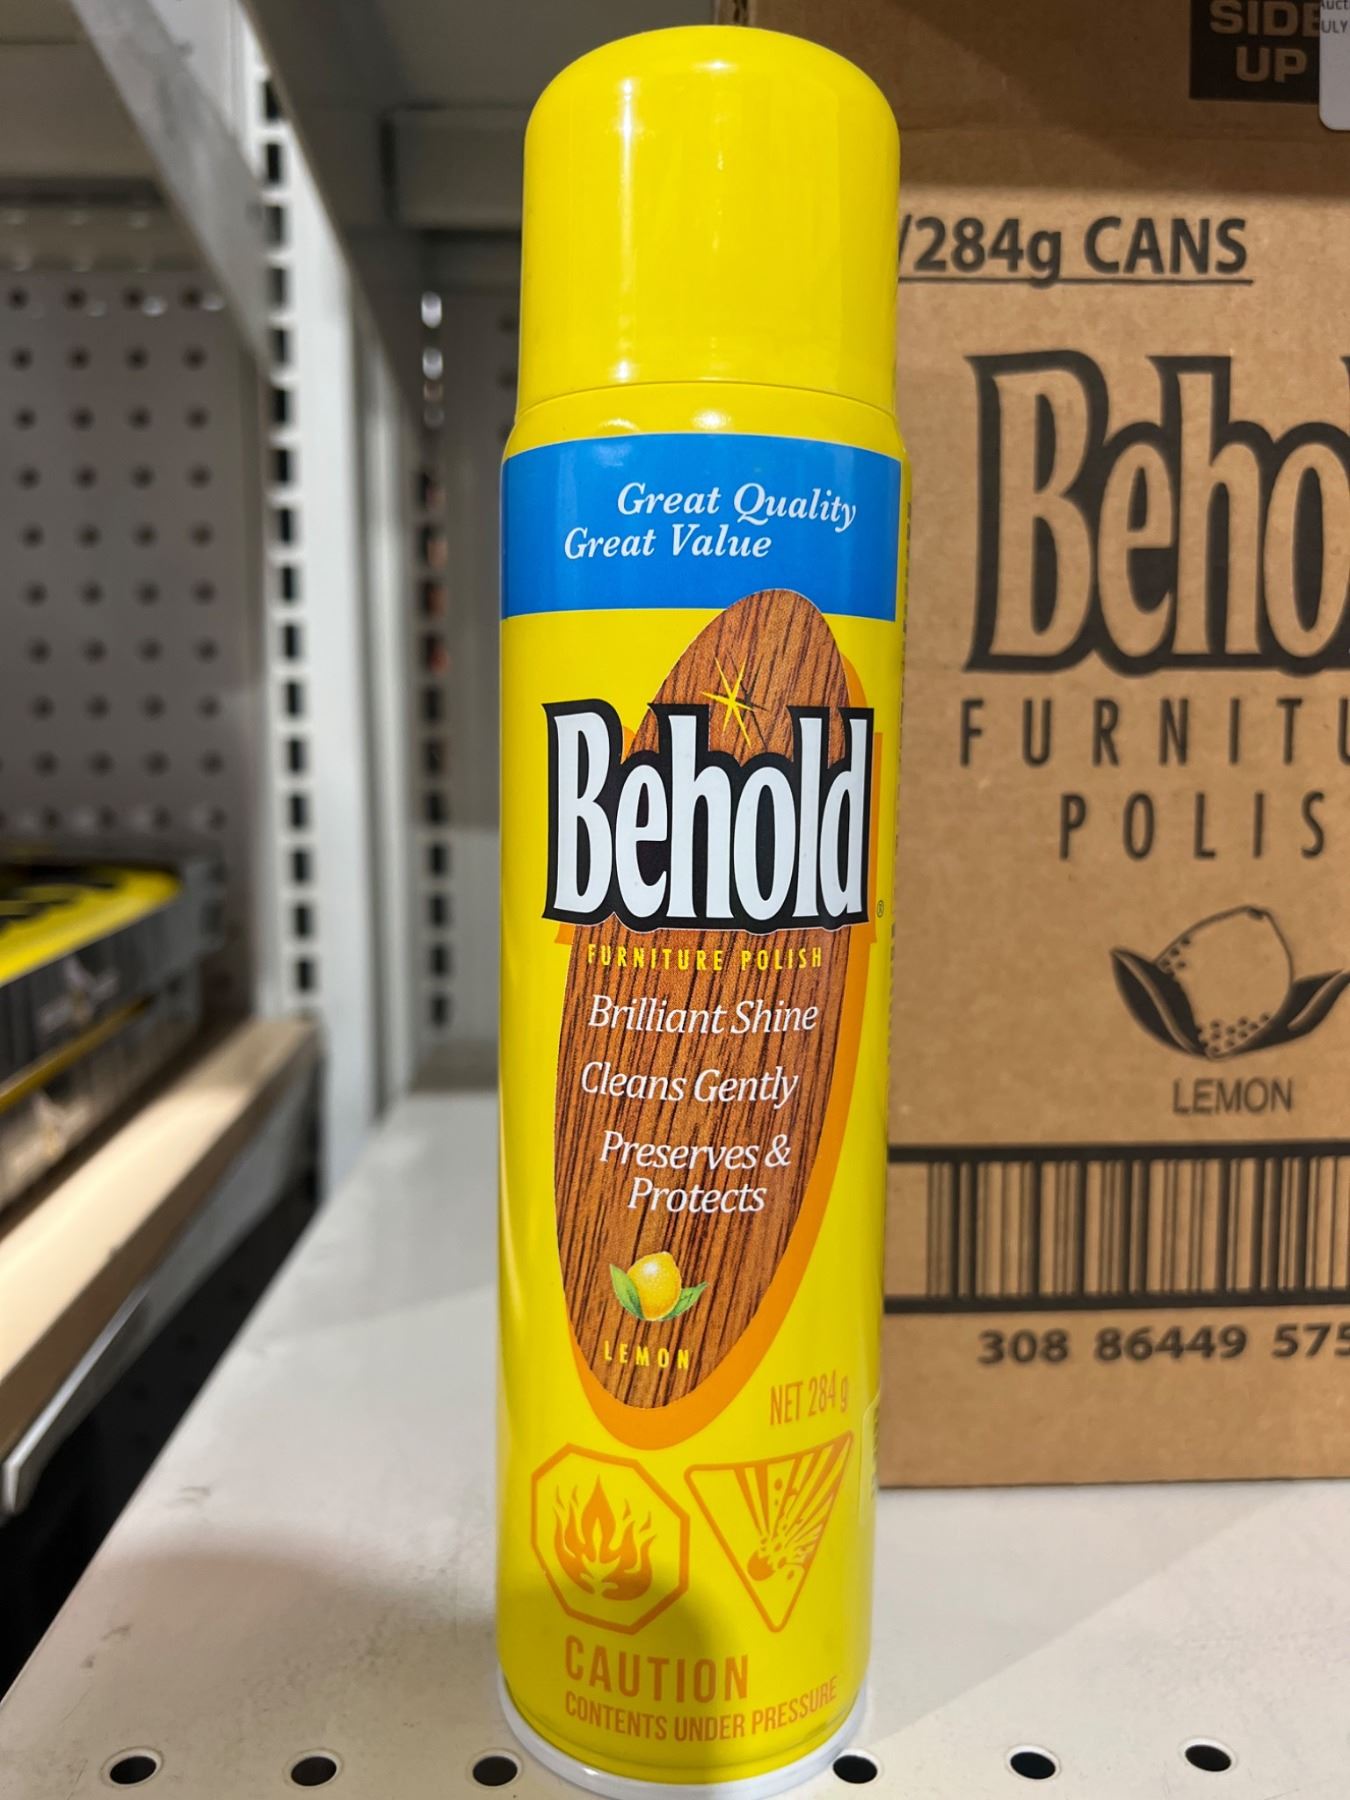 Great Quality
Great Value
Behold®
FURNITURE POLISH
Brilliant Shine
Cleans Gently
Preserves &
Protects
LEMON
NET 284 g
CAUTION
CONTENTS UNDER PRESSURE
SIDE
UP
/284g CANS
Behol
FURNITU
POLIS
LEMON
308 86449 575